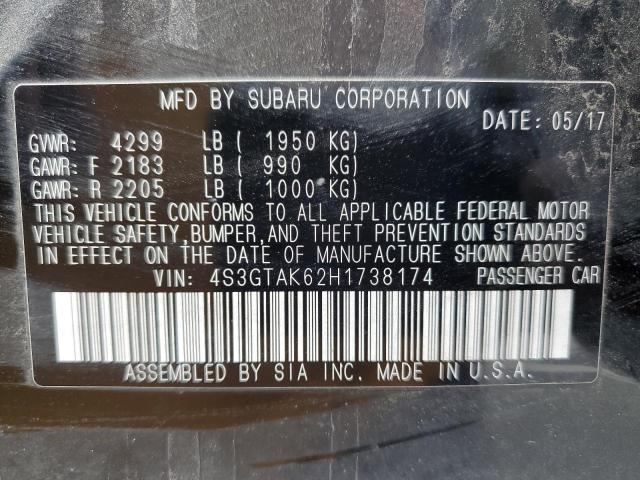 MFD BY SUBARU CORPORATION
DATE: 05/17
GVWR: 4299 LB ( 1950 KG)
GAWR: F 2183 LB ( 990 KG)
GAWR: R 2205 LB ( 1000 KG)
THIS VEHICLE CONFORMS TO ALL APPLICABLE FEDERAL MOTOR
VEHICLE SAFETY, BUMPER, AND THEFT PREVENTION STANDARDS
IN EFFECT ON THE DATE OF MANUFACTURE SHOWN ABOVE.
VIN: 4S3GTAK62H1738174 PASSENGER CAR
ASSEMBLED BY SIA INC. MADE IN U.S.A.